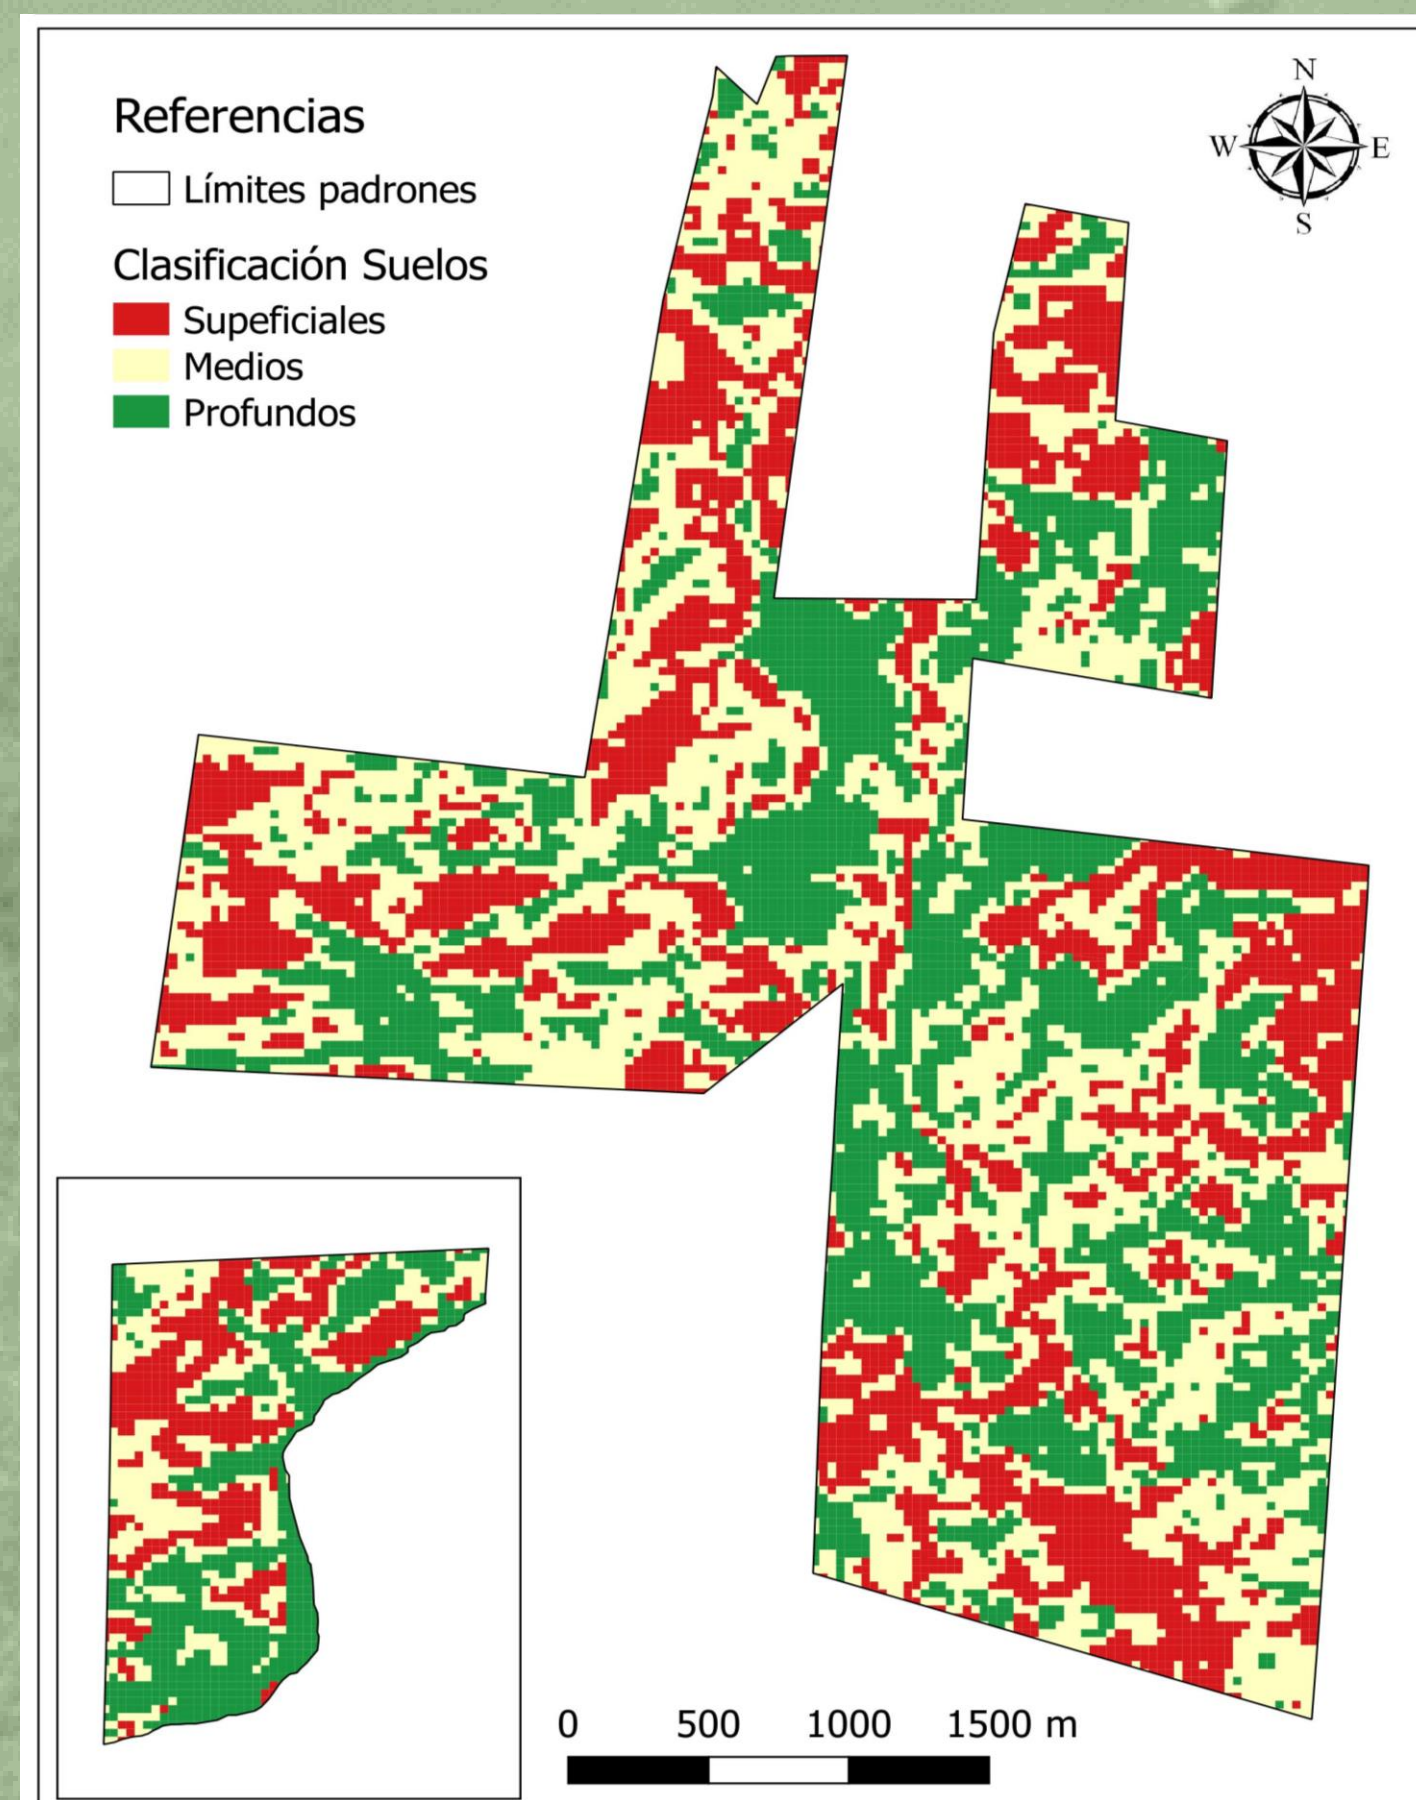 Referencias
Límites padrones
Clasificación Suelos
Supeficiales
Medios
Profundos
N
W E
S
0 500 1000 1500 m